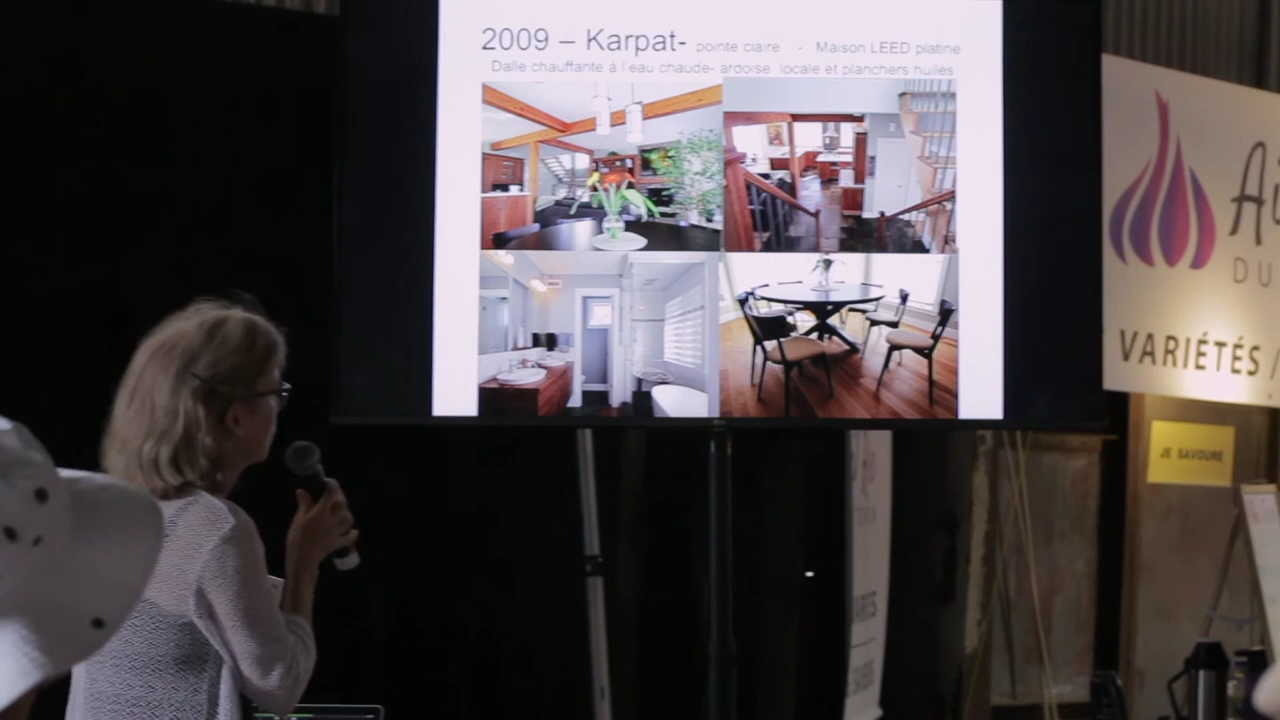 2009 – Karpat- pointe claire - Maison LEED platine
Dalle chauffante à l'eau chaude- ardoise locale et planchers huilés
DU
VARIÉTÉS /
JE SAVOURE